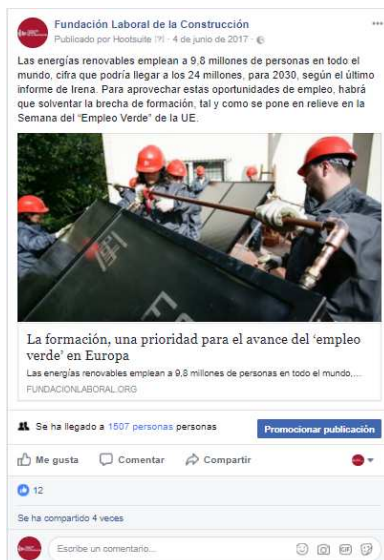 Fundación Laboral de la Construcción
Publicado por Hootsuite [?] · 4 de junio de 2017 ·
Las energías renovables emplean a 9,8 millones de personas en todo el
mundo, cifra que podría llegar a los 24 millones, para 2030, según el último
informe de Irena. Para aprovechar estas oportunidades de empleo, habrá
que solventar la brecha de formación, tal y como se pone en relieve en la
Semana del "Empleo Verde" de la UE.
La formación, una prioridad para el avance del 'empleo
verde' en Europa
Las energías renovables emplean a 9,8 millones de personas en todo el mundo,...
FUNDACIONLABORAL.ORG
Se ha llegado a 1507 personas personas
Promocionar publicación
Me gusta Comentar Compartir
12
Se ha compartido 4 veces
Escribe un comentario...
GIF